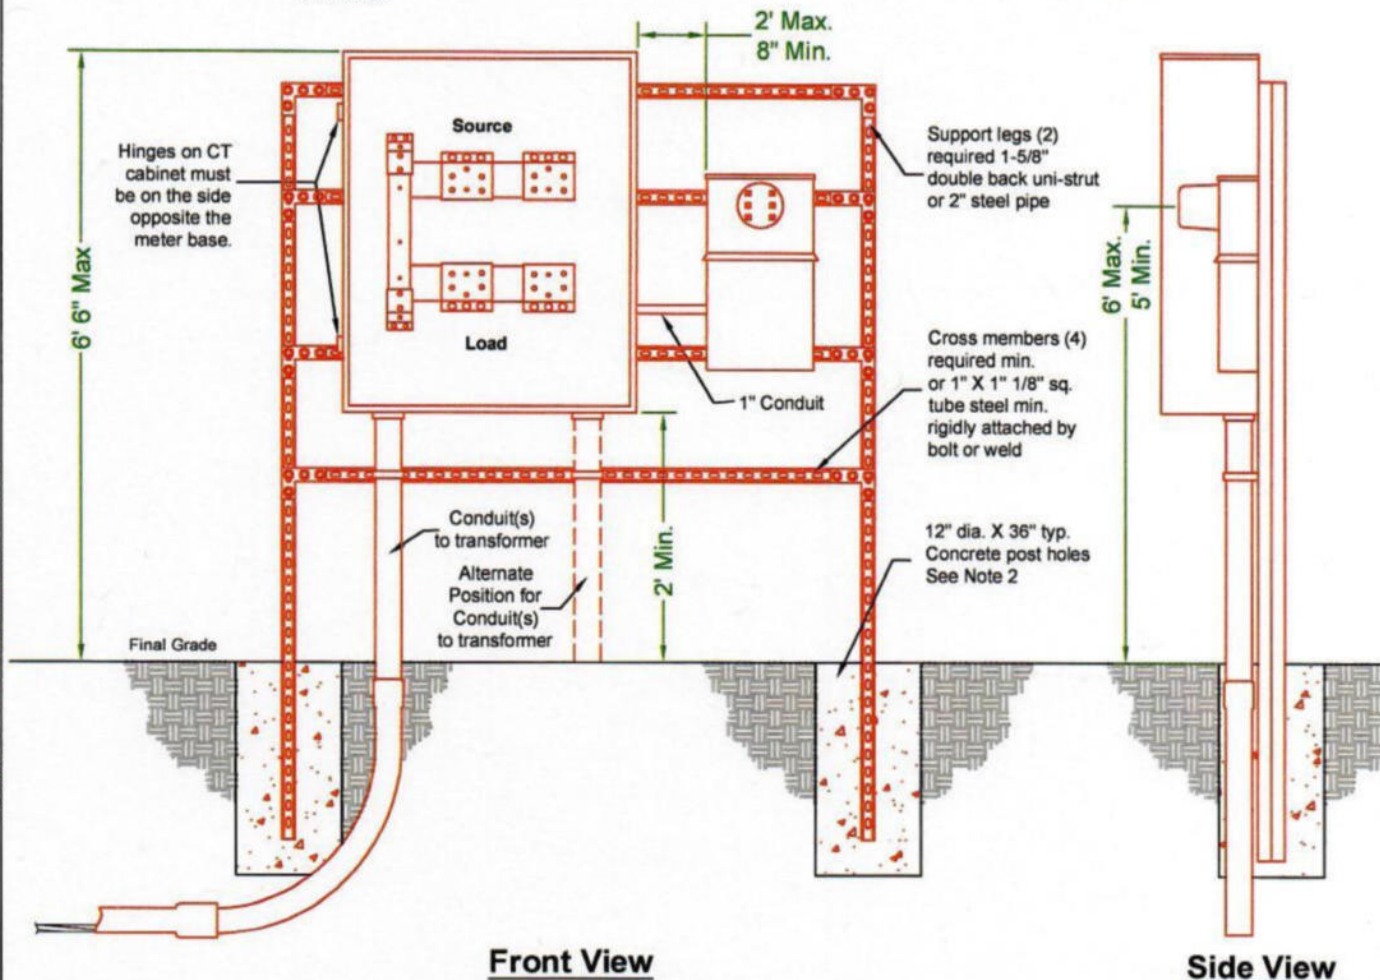 2' Max.
8" Min.
Source
Hinges on CT
cabinet must
be on the side
opposite the
meter base.
Support legs (2)
required 1-5/8"
double back uni-strut
or 2" steel pipe
6' 6" Max
6' Max.
5' Min.
Load
Cross members (4)
required min.
or 1" X 1" 1/8" sq.
tube steel min.
rigidly attached by
bolt or weld
1" Conduit
Conduit(s)
to transformer
2' Min.
12" dia. X 36" typ.
Concrete post holes
See Note 2
Alternate
Position for
Conduit(s)
to transformer
Final Grade
Front View
Side View